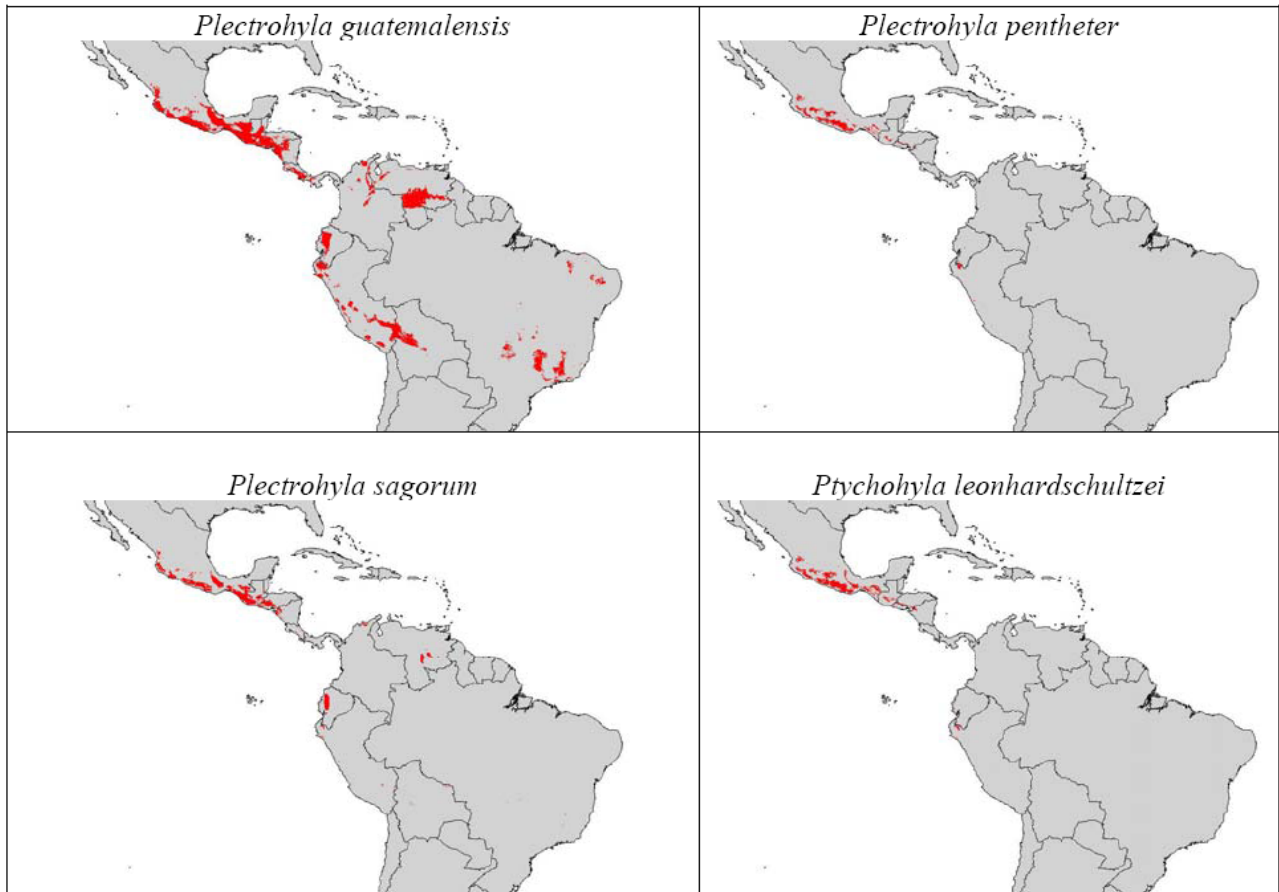 Plectrohyla guatemalensis
Plectrohyla pentheter
Plectrohyla sagorum
Ptychohyla leonhardschultzei